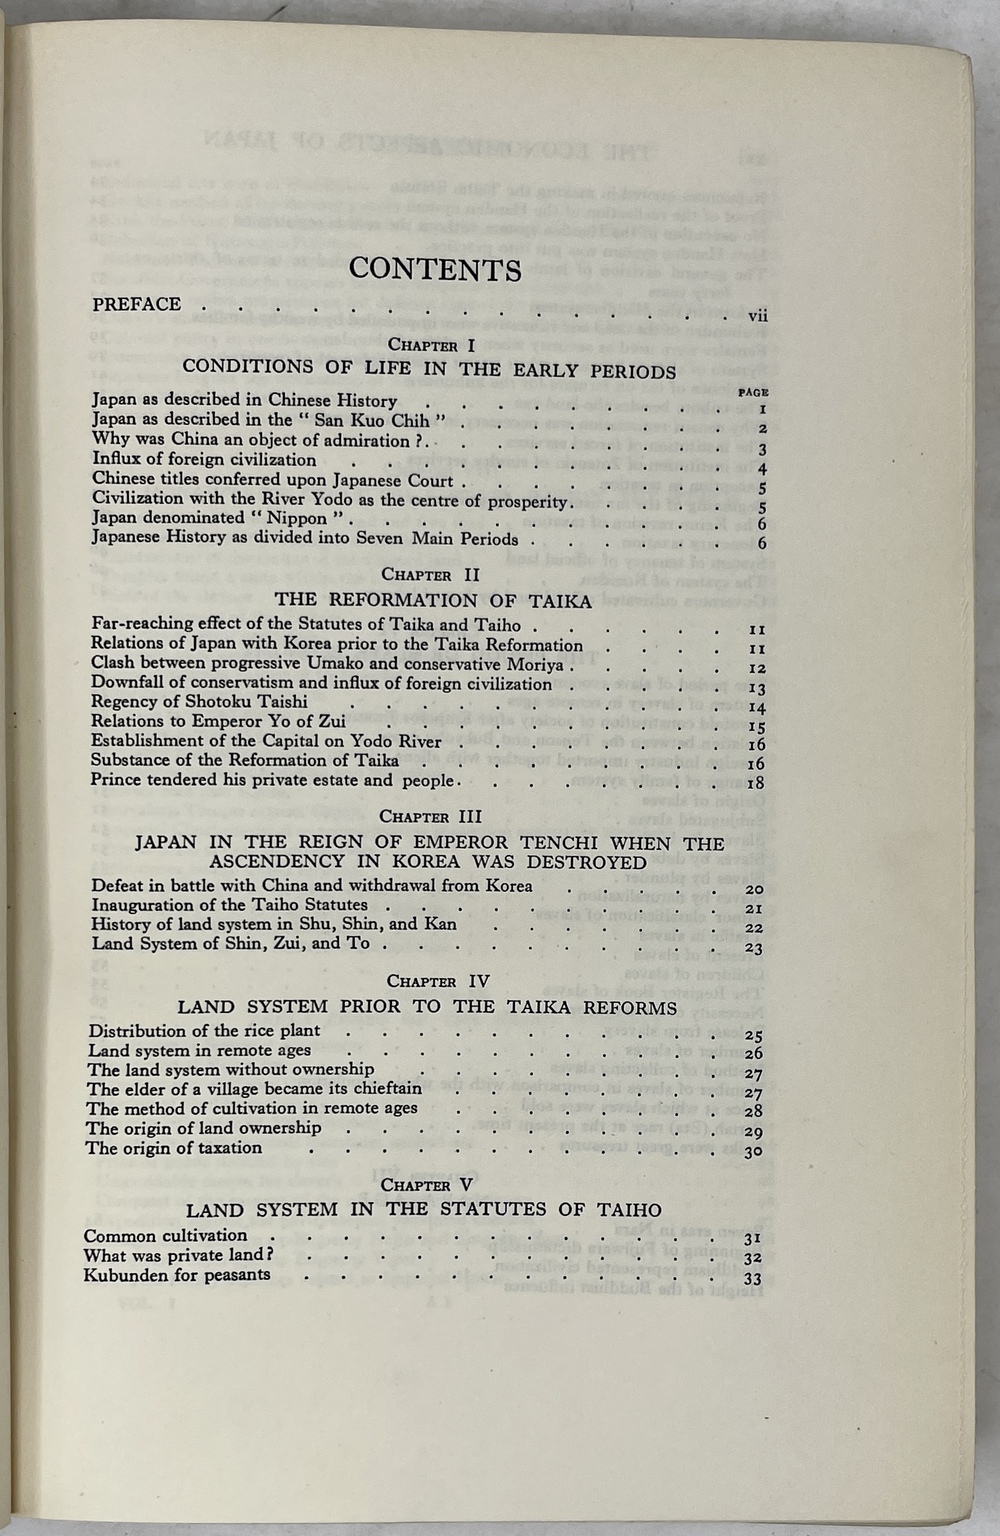 CONTENTS
PREFACE . . . . . . . . . . . . . . . vii
CHAPTER I
CONDITIONS OF LIFE IN THE EARLY PERIODS
PAGE
Japan as described in Chinese History . . . . . . . . . 1
Japan as described in the “ San Kuo Chih ” . . . . . . . . 2
Why was China an object of admiration ? . . . . . . . . . 3
Influx of foreign civilization . . . . . . . . . . . 4
Chinese titles conferred upon Japanese Court . . . . . . . . 5
Civilization with the River Yodo as the centre of prosperity . . . . . 5
Japan denominated “ Nippon ” . . . . . . . . . . . 6
Japanese History as divided into Seven Main Periods . . . . . . 6
CHAPTER II
THE REFORMATION OF TAIKA
Far-reaching effect of the Statutes of Taika and Taiho . . . . . . 11
Relations of Japan with Korea prior to the Taika Reformation . . . . 11
Clash between progressive Umako and conservative Moriya . . . . . 12
Downfall of conservatism and influx of foreign civilization . . . . . 13
Regency of Shotoku Taishi . . . . . . . . . . . 14
Relations to Emperor Yo of Zui . . . . . . . . . . 15
Establishment of the Capital on Yodo River . . . . . . . . 16
Substance of the Reformation of Taika . . . . . . . . . 16
Prince tendered his private estate and people . . . . . . . . 18
CHAPTER III
JAPAN IN THE REIGN OF EMPEROR TENCHI WHEN THE
ASCENDENCY IN KOREA WAS DESTROYED
Defeat in battle with China and withdrawal from Korea . . . . . 20
Inauguration of the Taiho Statutes . . . . . . . . . . 21
History of land system in Shu, Shin, and Kan . . . . . . . 22
Land System of Shin, Zui, and To . . . . . . . . . . 23
CHAPTER IV
LAND SYSTEM PRIOR TO THE TAIKA REFORMS
Distribution of the rice plant . . . . . . . . . . . 25
Land system in remote ages . . . . . . . . . . . 26
The land system without ownership . . . . . . . . . 27
The elder of a village became its chieftain . . . . . . . . 27
The method of cultivation in remote ages . . . . . . . . 28
The origin of land ownership . . . . . . . . . . . 29
The origin of taxation . . . . . . . . . . . . 30
CHAPTER V
LAND SYSTEM IN THE STATUTES OF TAIHO
Common cultivation . . . . . . . . . . . . . 31
What was private land ? . . . . . . . . . . . . 32
Kubunden for peasants . . . . . . . . . . . . 33